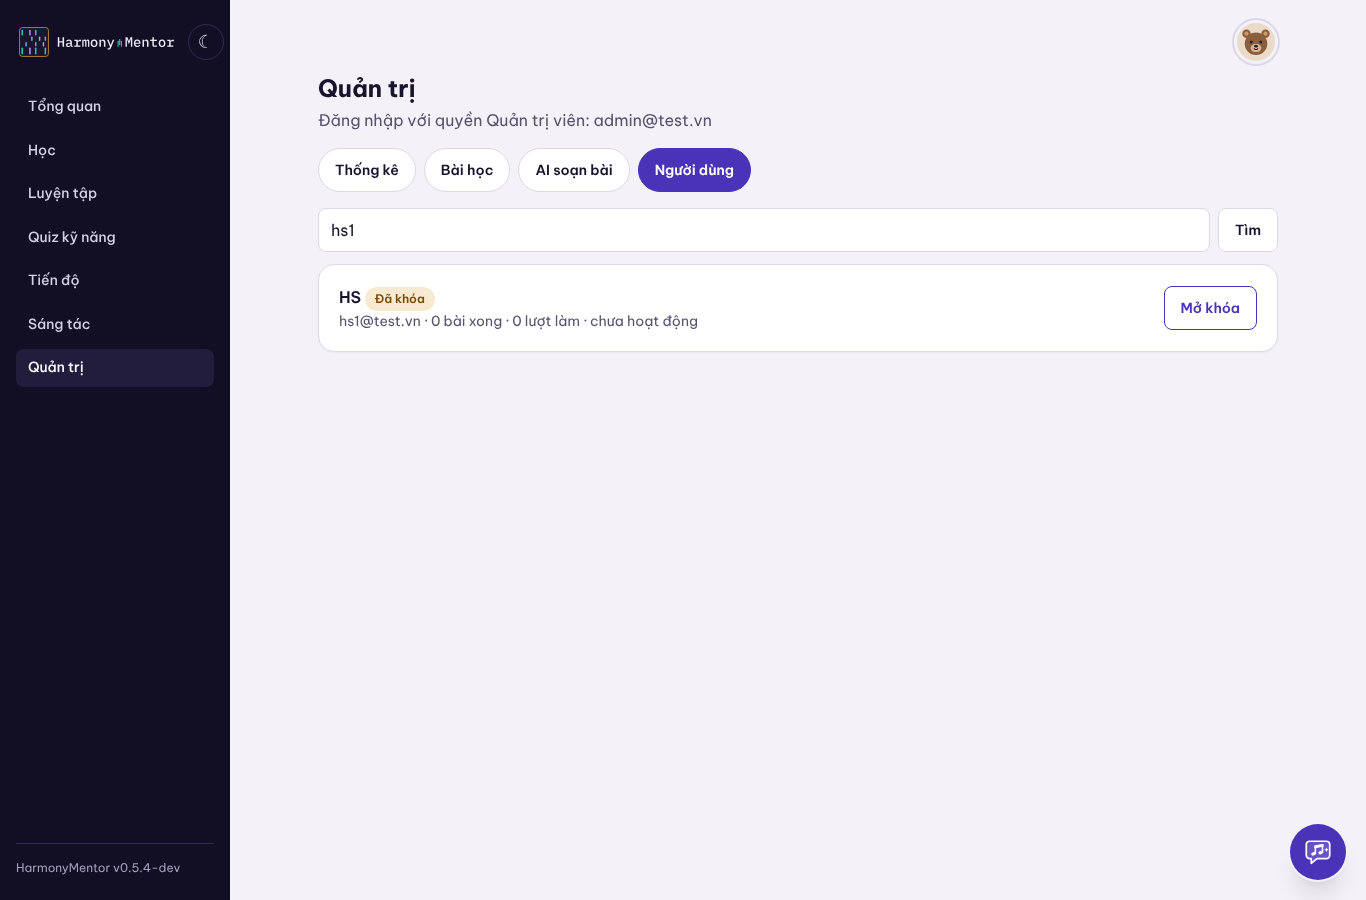 Harmony Mentor
Tổng quan
Học
Luyện tập
Quiz kỹ năng
Tiến độ
Sáng tác
Quản trị
HarmonyMentor v0.5.4-dev
Quản trị
Đăng nhập với quyền Quản trị viên: admin@test.vn
Thống kê Bài học AI soạn bài Người dùng
hs1 Tìm
HS Đã khóa
hs1@test.vn · 0 bài xong · 0 lượt làm · chưa hoạt động
Mở khóa